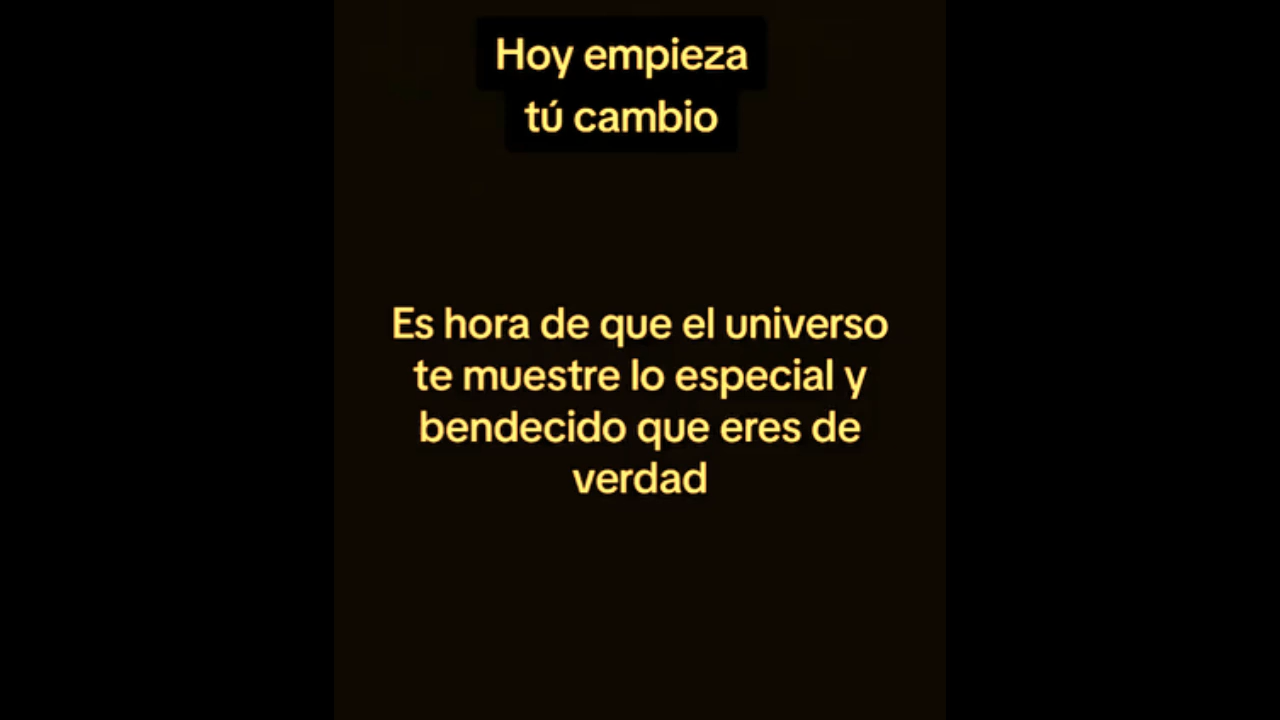 Hoy empieza
tú cambio
Es hora de que el universo
te muestre lo especial y
bendecido que eres de
verdad